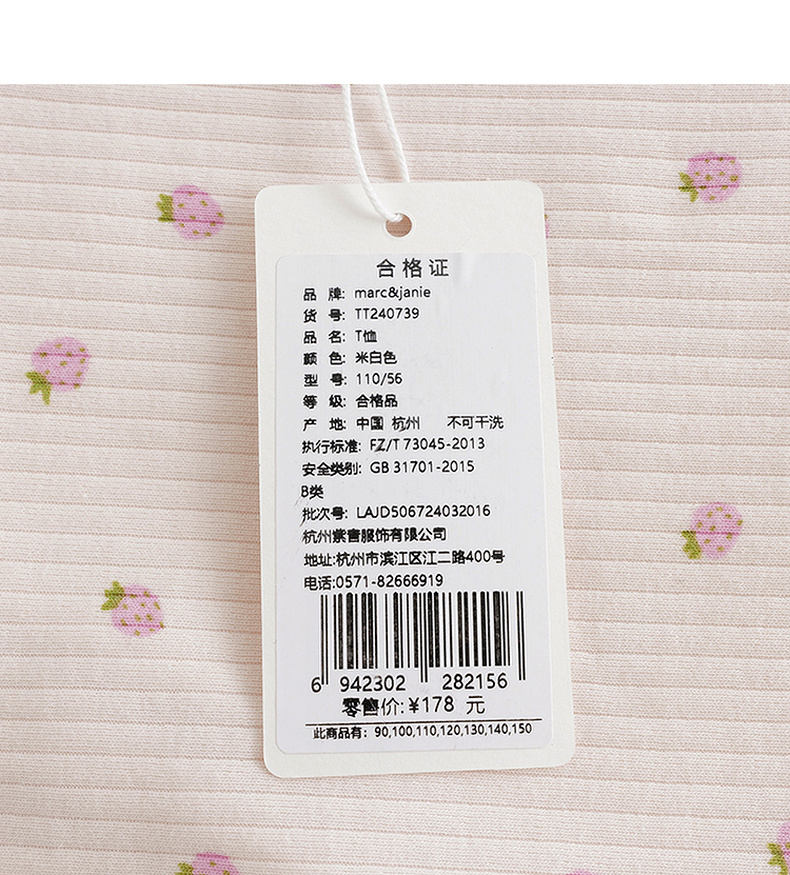 合格证
品 牌: marc&janie
货 号: TT240739
品 名: T恤
颜 色: 米白色
型 号: 110/56
等 级: 合格品
产 地: 中国 杭州 不可干洗
执行标准: FZ/T 73045-2013
安全类别: GB 31701-2015
B类
批次号: LAJD506724032016
杭州紫喜服饰有限公司
地址:杭州市滨江区江二路400号
电话:0571-82666919
6 942302 282156
零售价:¥178 元
此商品有: 90,100,110,120,130,140,150